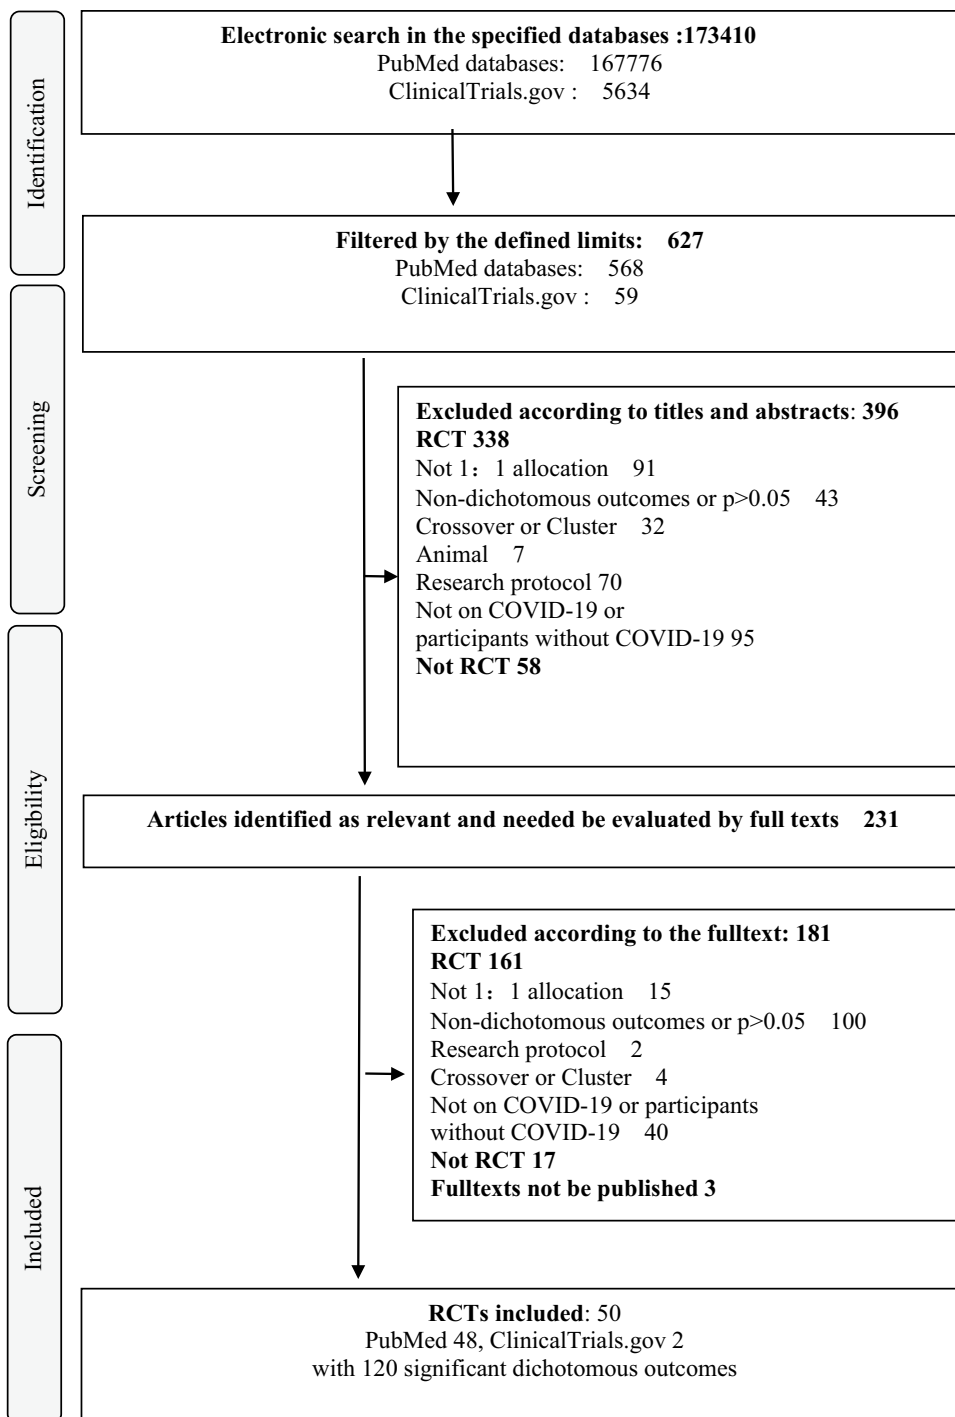 Identification
Electronic search in the specified databases :173410
PubMed databases: 167776
ClinicalTrials.gov : 5634
Filtered by the defined limits: 627
PubMed databases: 568
ClinicalTrials.gov : 59
Screening
Excluded according to titles and abstracts: 396
RCT 338
Not 1：1 allocation 91
Non-dichotomous outcomes or p>0.05 43
Crossover or Cluster 32
Animal 7
Research protocol 70
Not on COVID-19 or
participants without COVID-19 95
Not RCT 58
Eligibility
Articles identified as relevant and needed be evaluated by full texts 231
Excluded according to the fulltext: 181
RCT 161
Not 1：1 allocation 15
Non-dichotomous outcomes or p>0.05 100
Research protocol 2
Crossover or Cluster 4
Not on COVID-19 or participants
without COVID-19 40
Not RCT 17
Fulltexts not be published 3
Included
RCTs included: 50
PubMed 48, ClinicalTrials.gov 2
with 120 significant dichotomous outcomes